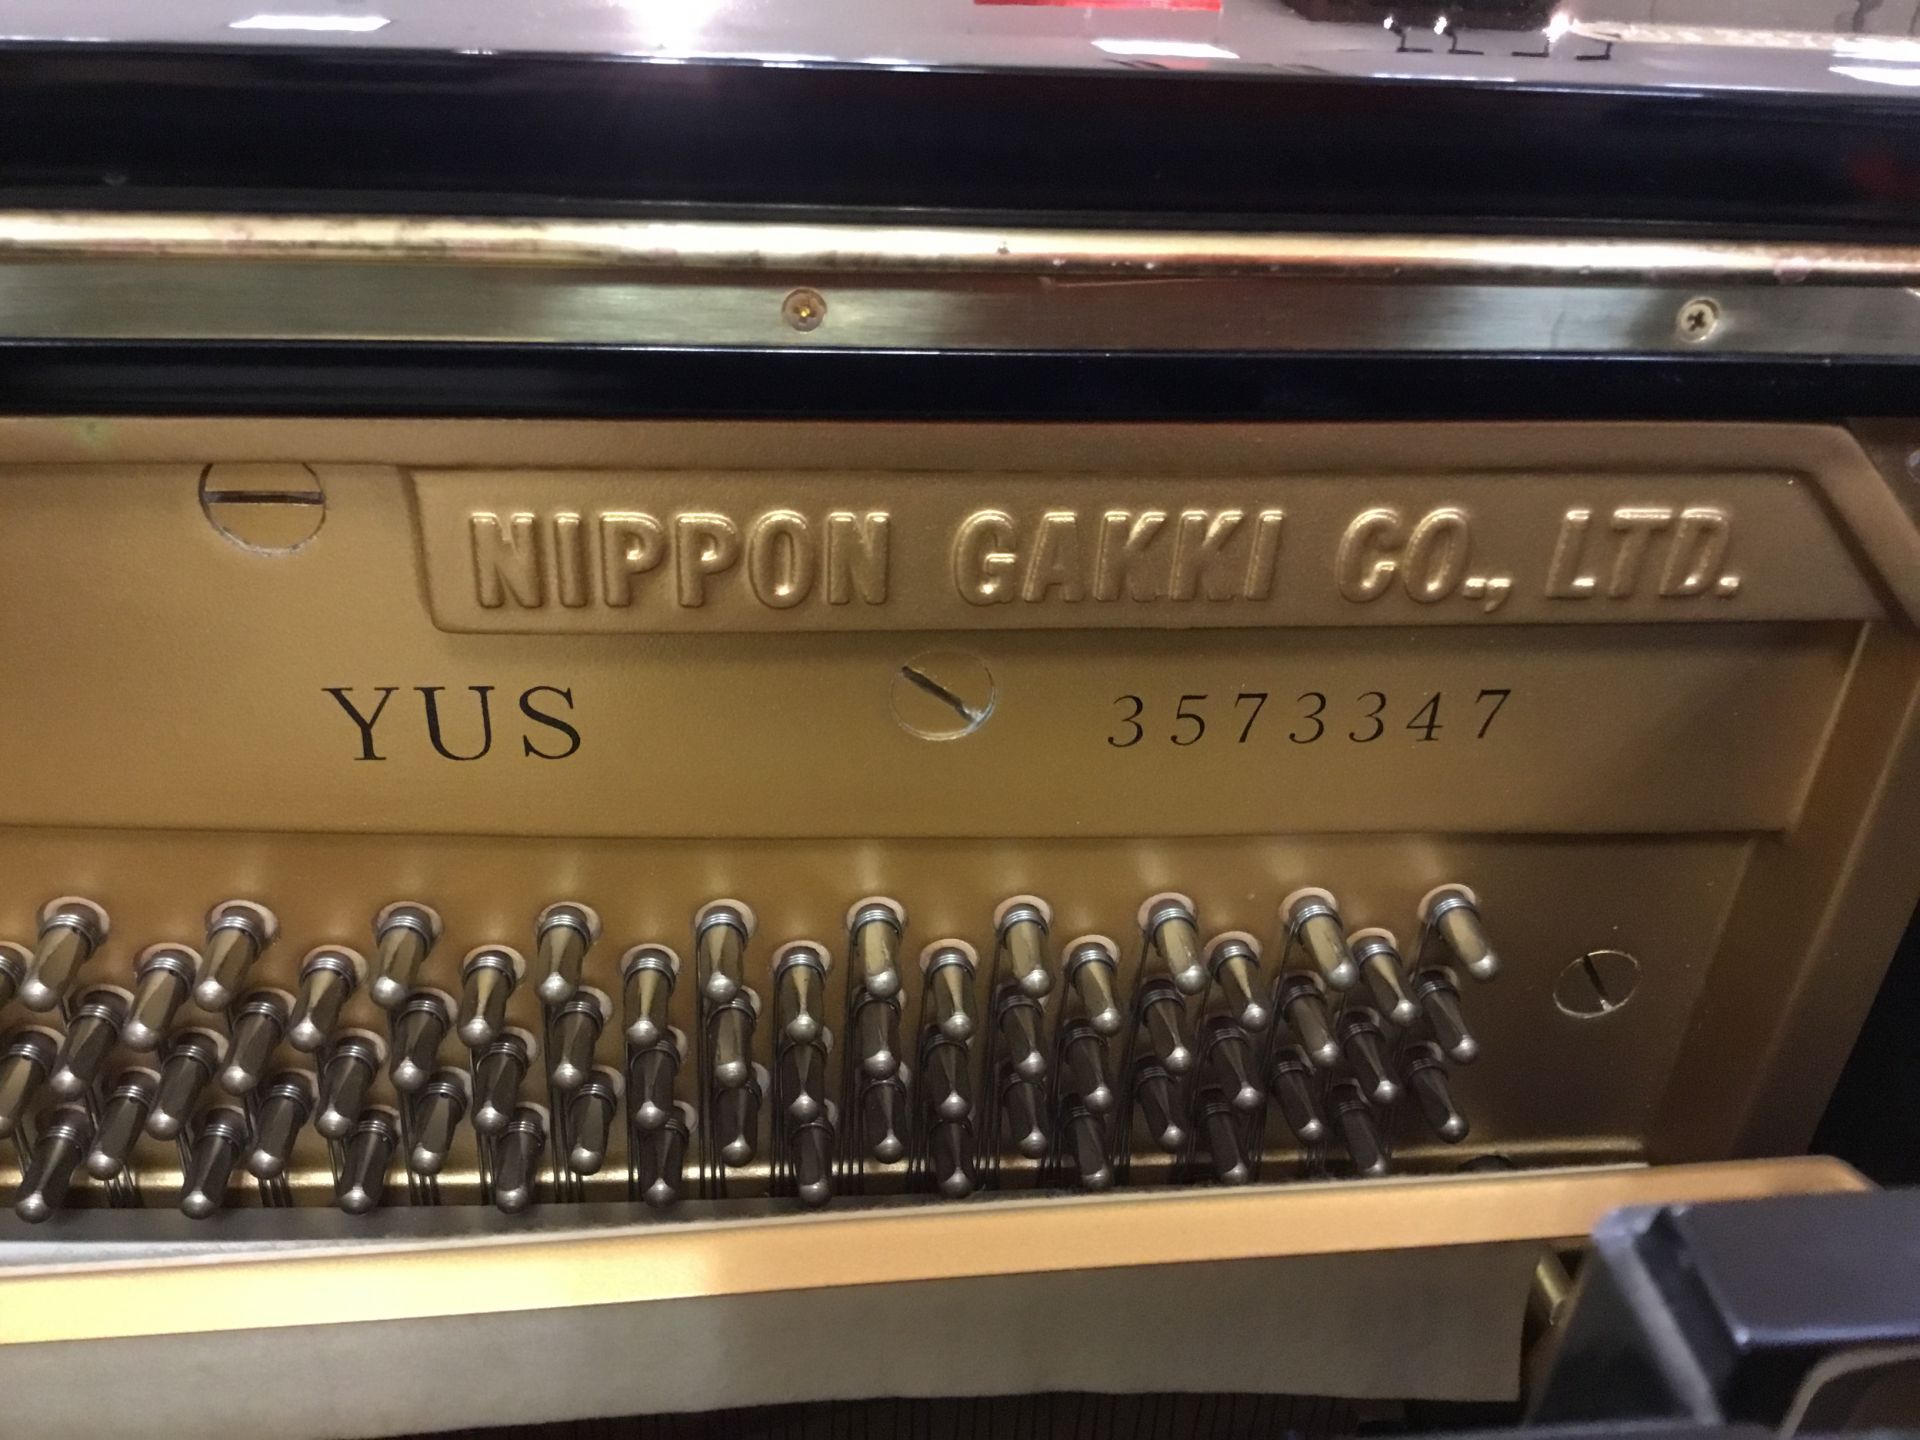 NIPPON GAKKI CO., LTD.
YUS 3573347